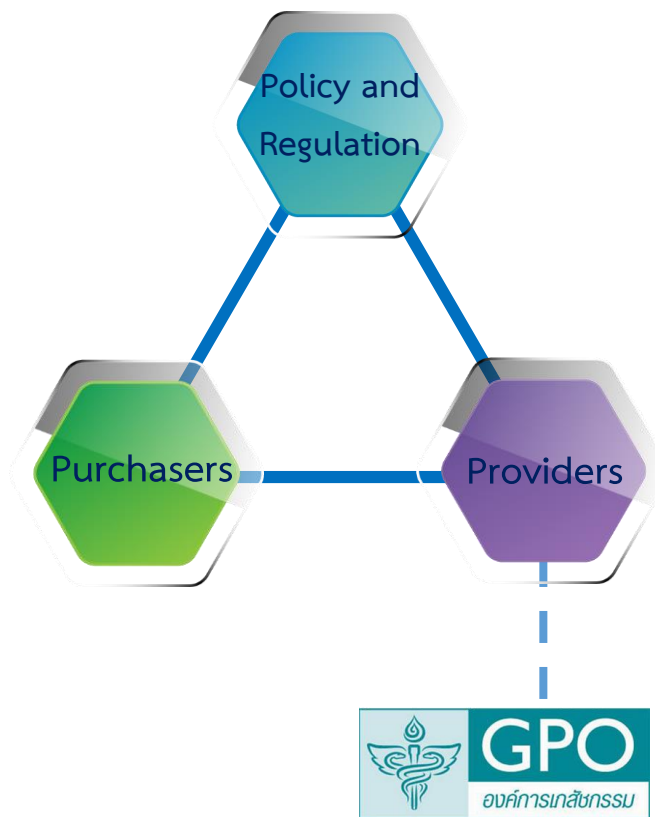 Policy and
Regulation
Purchasers
Providers
GPO
องค์การเภสัชกรรม